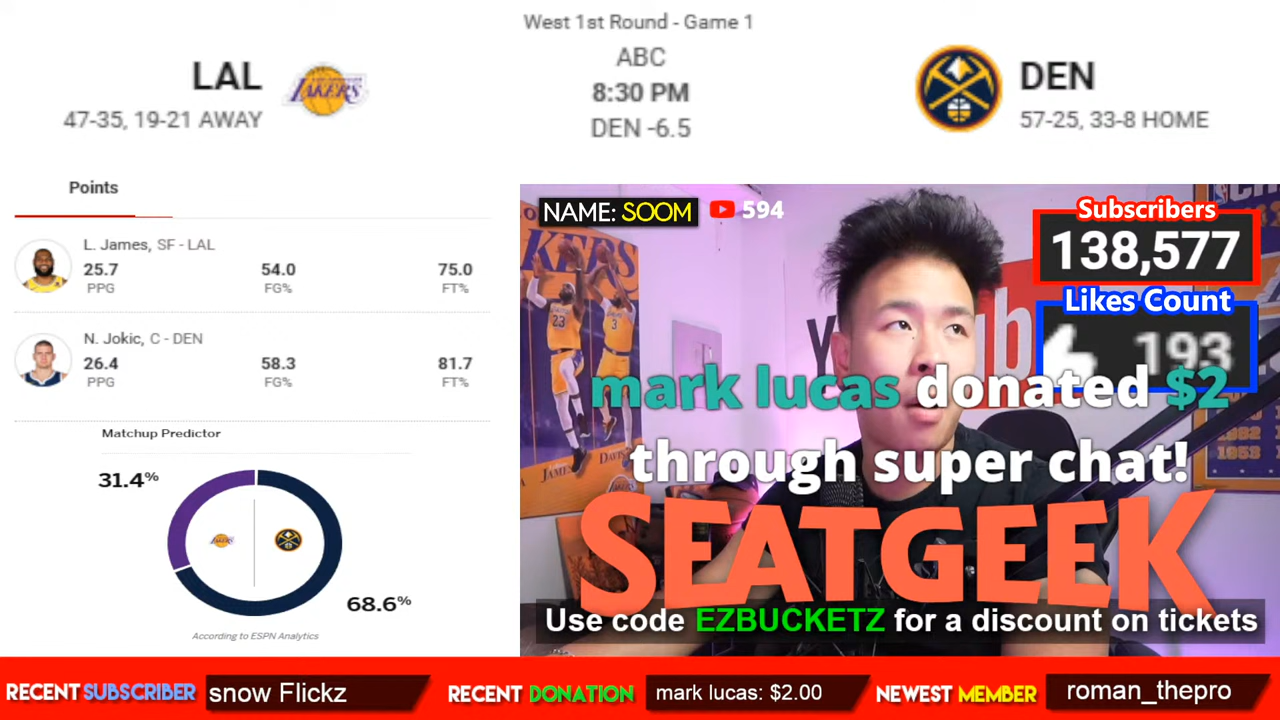 West 1st Round - Game 1
LAL
LAKERS
47-35, 19-21 AWAY
ABC
8:30 PM
DEN -6.5
DEN
57-25, 33-8 HOME
Points
L. James, SF - LAL
25.7 54.0 75.0
PPG FG% FT%
N. Jokic, C - DEN
26.4 58.3 81.7
PPG FG% FT%
Matchup Predictor
31.4%
68.6%
According to ESPN Analytics
NAME: SOOM
594
Subscribers
138,577
Likes Count
193
23
3
JAMES
mark lucas donated $2
through super chat!
SEATGEEK
Use code EZBUCKETZ for a discount on tickets
RECENT SUBSCRIBER snow Flickz
RECENT DONATION mark lucas: $2.00
NEWEST MEMBER roman_thepro